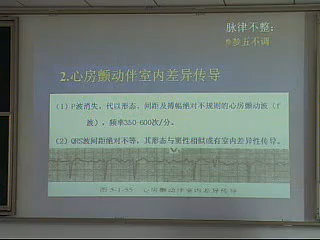 脉律不整:
参五不调
2.心房颤动伴室内差异传导
(1)P波消失，代以形态、间距及振幅绝对不规则的心房颤动波（f
波），频率350-600次/分。
(2)QRS波间距绝对不等，其形态与窦性相似或有室内差异性传导。
图5-1-55 心房颤动伴室内差异传导